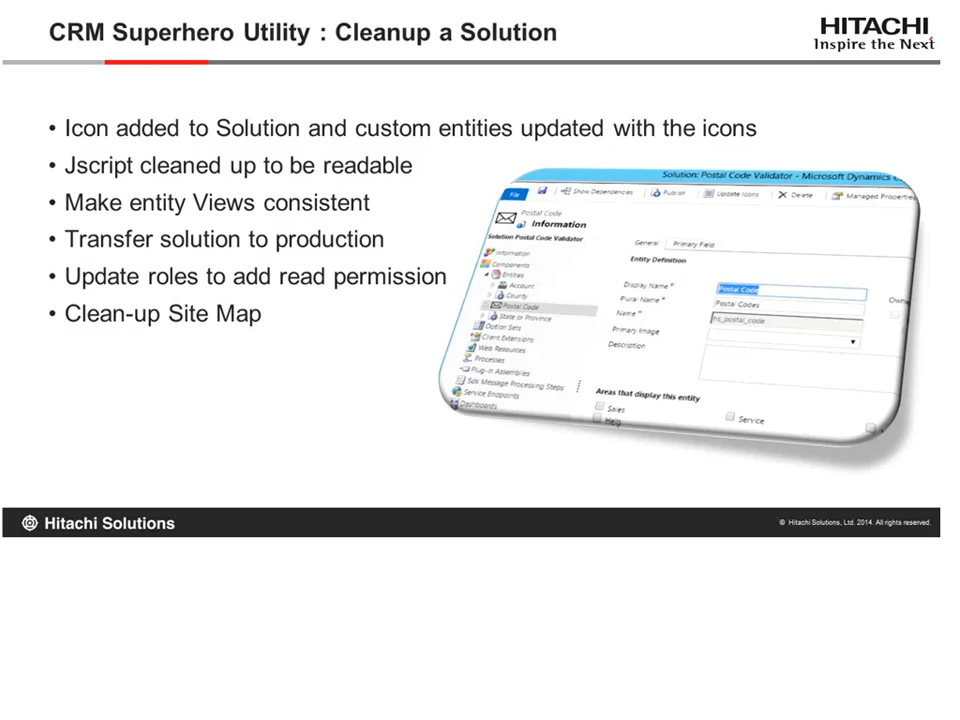 CRM Superhero Utility : Cleanup a Solution
HITACHI
Inspire the Next
• Icon added to Solution and custom entities updated with the icons
• Jscript cleaned up to be readable
• Make entity Views consistent
• Transfer solution to production
• Update roles to add read permission
• Clean-up Site Map
Solution: Postal Code Validator - Microsoft Dynamics
File
Show Dependencies
Publish
Update Icons
Delete
Managed Properties
Postal Code
Information
Solution Postal Code Validator
Information
Components
Entities
Account
County
Postal Code
State or Province
Option Sets
Client Extensions
Web Resources
Processes
Plug-in Assemblies
Sdk Message Processing Steps
Service Endpoints
Dashboards
General
Primary Field
Entity Definition
Display Name *
Postal Code
Plural Name *
Postal Codes
Name *
hs_postal_code
Primary Image
Description
Areas that display this entity
Sales
Service
Help
Hitachi Solutions
© Hitachi Solutions, Ltd. 2014. All rights reserved.